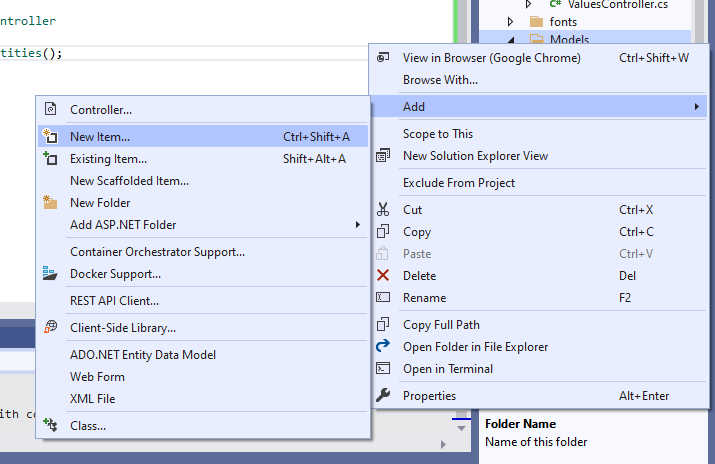 ValuesController.cs
fonts
Models
ontroller
tities();
View in Browser (Google Chrome) Ctrl+Shift+W
Browse With...
Add
Scope to This
New Solution Explorer View
Exclude From Project
Cut Ctrl+X
Copy Ctrl+C
Paste Ctrl+V
Delete Del
Rename F2
Copy Full Path
Open Folder in File Explorer
Open in Terminal
Properties Alt+Enter
Controller...
New Item... Ctrl+Shift+A
Existing Item... Shift+Alt+A
New Scaffolded Item...
New Folder
Add ASP.NET Folder
Container Orchestrator Support...
Docker Support...
REST API Client...
Client-Side Library...
ADO.NET Entity Data Model
Web Form
XML File
Class...
ith co
Folder Name
Name of this folder